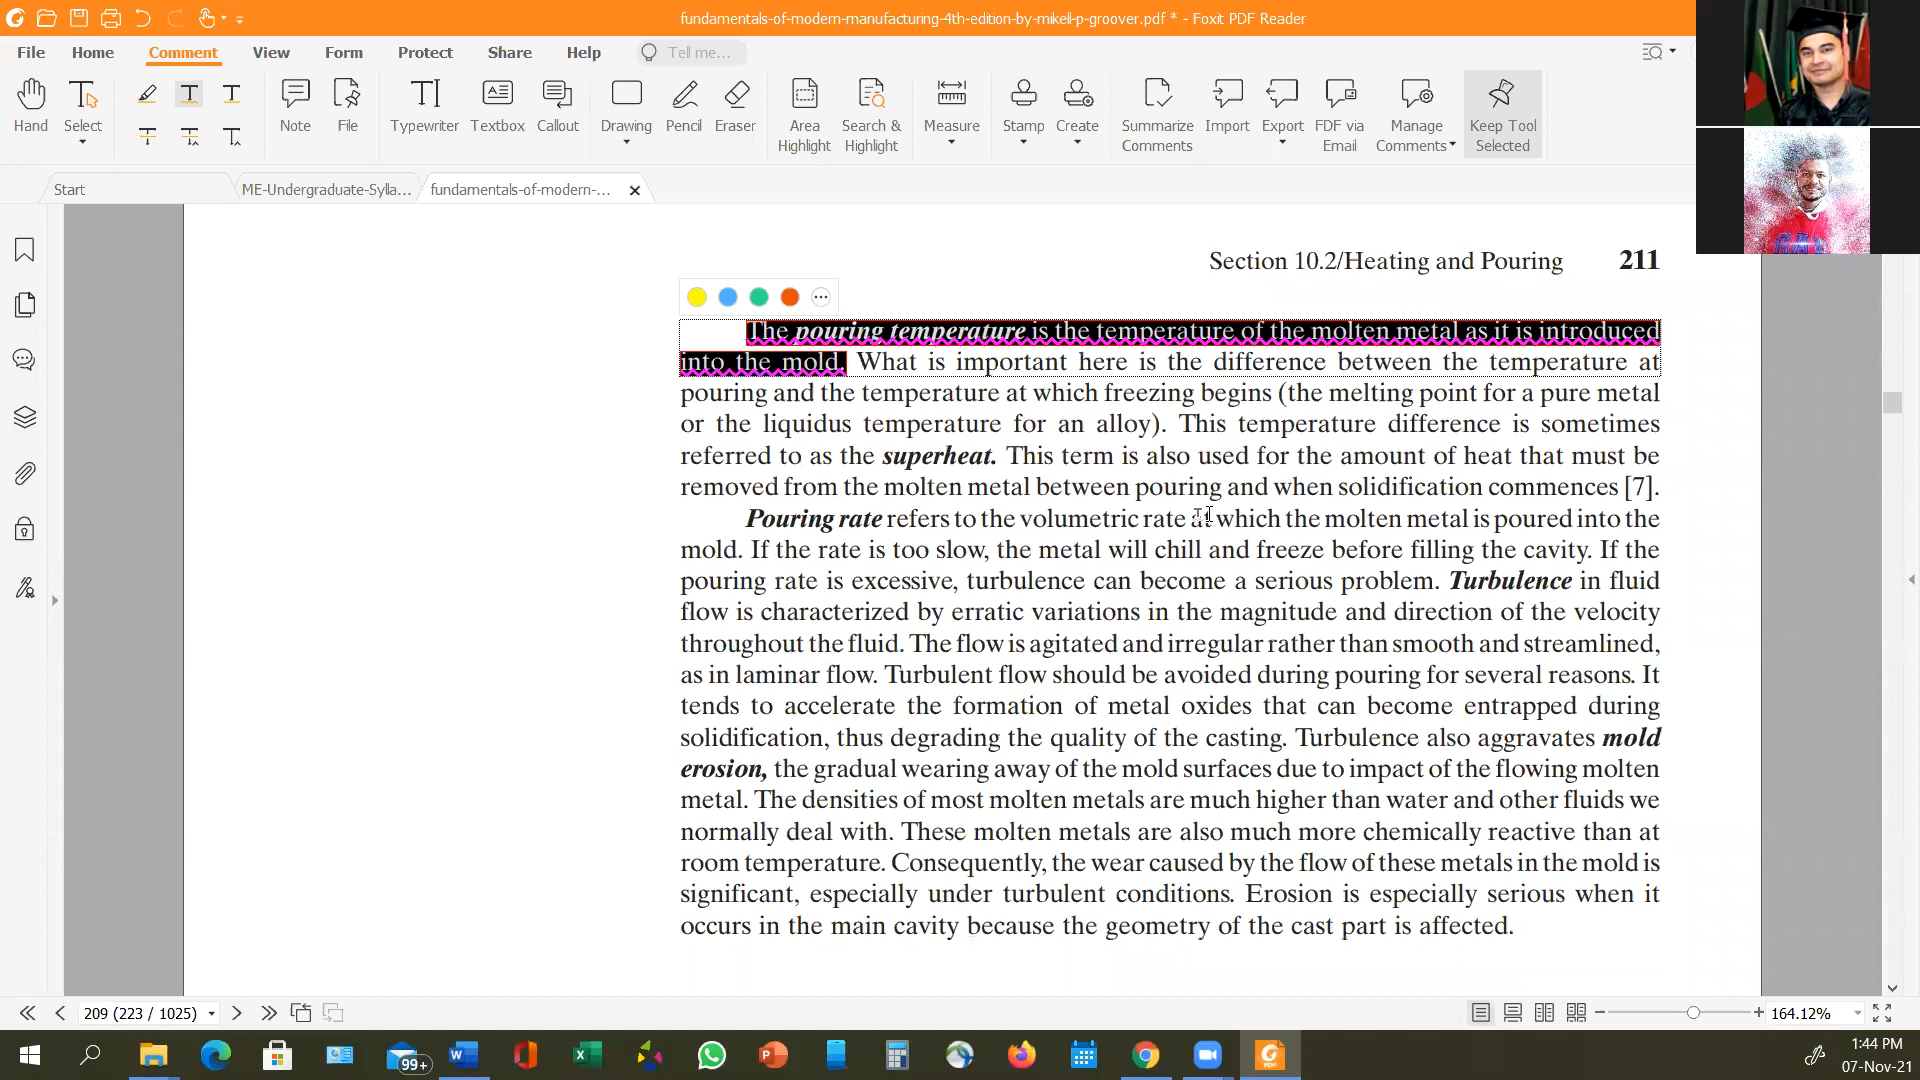 fundamentals-of-modern-manufacturing-4th-edition-by-mikell-p-groover.pdf * - Foxit PDF Reader
File Home Comment View Form Protect Share Help Tell me...
Hand Select Note File Typewriter Textbox Callout Drawing Pencil Eraser Area Highlight Search & Highlight Measure Stamp Create Summarize Comments Import Export FDF via Email Manage Comments Keep Tool Selected
Start ME-Undergraduate-Sylla... fundamentals-of-modern-...
Section 10.2/Heating and Pouring 211
The pouring temperature is the temperature of the molten metal as it is introduced
into the mold. What is important here is the difference between the temperature at
pouring and the temperature at which freezing begins (the melting point for a pure metal
or the liquidus temperature for an alloy). This temperature difference is sometimes
referred to as the superheat. This term is also used for the amount of heat that must be
removed from the molten metal between pouring and when solidification commences [7].
Pouring rate refers to the volumetric rate at which the molten metal is poured into the
mold. If the rate is too slow, the metal will chill and freeze before filling the cavity. If the
pouring rate is excessive, turbulence can become a serious problem. Turbulence in fluid
flow is characterized by erratic variations in the magnitude and direction of the velocity
throughout the fluid. The flow is agitated and irregular rather than smooth and streamlined,
as in laminar flow. Turbulent flow should be avoided during pouring for several reasons. It
tends to accelerate the formation of metal oxides that can become entrapped during
solidification, thus degrading the quality of the casting. Turbulence also aggravates mold
erosion, the gradual wearing away of the mold surfaces due to impact of the flowing molten
metal. The densities of most molten metals are much higher than water and other fluids we
normally deal with. These molten metals are also much more chemically reactive than at
room temperature. Consequently, the wear caused by the flow of these metals in the mold is
significant, especially under turbulent conditions. Erosion is especially serious when it
occurs in the main cavity because the geometry of the cast part is affected.
209 (223 / 1025) 164.12%
99+
1:44 PM
07-Nov-21